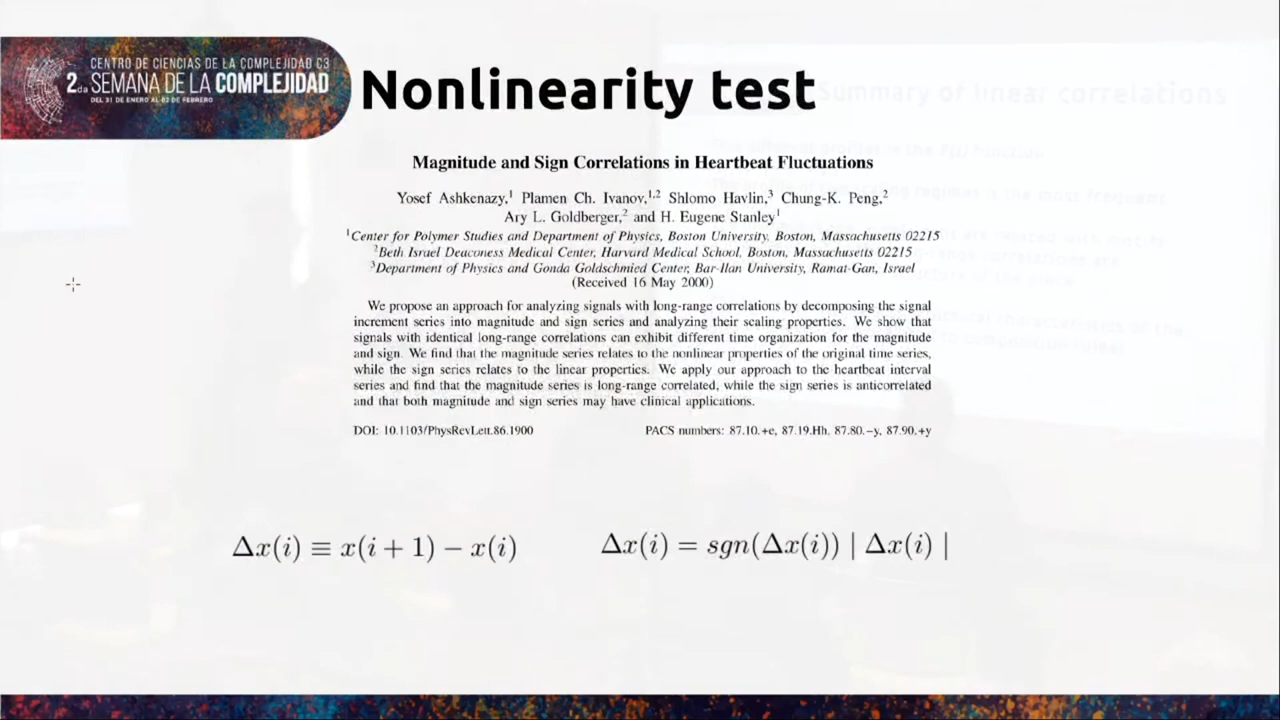 CENTRO DE CIENCIAS DE LA COMPLEJIDAD C3
2.da SEMANA DE LA COMPLEJIDAD
DEL 31 DE ENERO AL 02 DE FEBRERO
Nonlinearity test
Summary of linear correlations
Magnitude and Sign Correlations in Heartbeat Fluctuations
Yosef Ashkenazy,¹ Plamen Ch. Ivanov,¹,² Shlomo Havlin,³ Chung-K. Peng,²
Ary L. Goldberger,² and H. Eugene Stanley¹
¹Center for Polymer Studies and Department of Physics, Boston University, Boston, Massachusetts 02215
²Beth Israel Deaconess Medical Center, Harvard Medical School, Boston, Massachusetts 02215
³Department of Physics and Gonda Goldschmied Center, Bar-Ilan University, Ramat-Gan, Israel
(Received 16 May 2000)
We propose an approach for analyzing signals with long-range correlations by decomposing the signal
increment series into magnitude and sign series and analyzing their scaling properties. We show that
signals with identical long-range correlations can exhibit different time organization for the magnitude
and sign. We find that the magnitude series relates to the nonlinear properties of the original time series,
while the sign series relates to the linear properties. We apply our approach to the heartbeat interval
series and find that the magnitude series is long-range correlated, while the sign series is anticorrelated
and that both magnitude and sign series may have clinical applications.
DOI: 10.1103/PhysRevLett.86.1900 PACS numbers: 87.10.+e, 87.19.Hh, 87.80.−y, 87.90.+y
Δx(i) ≡ x(i + 1) − x(i) Δx(i) = sgn(Δx(i)) | Δx(i) |